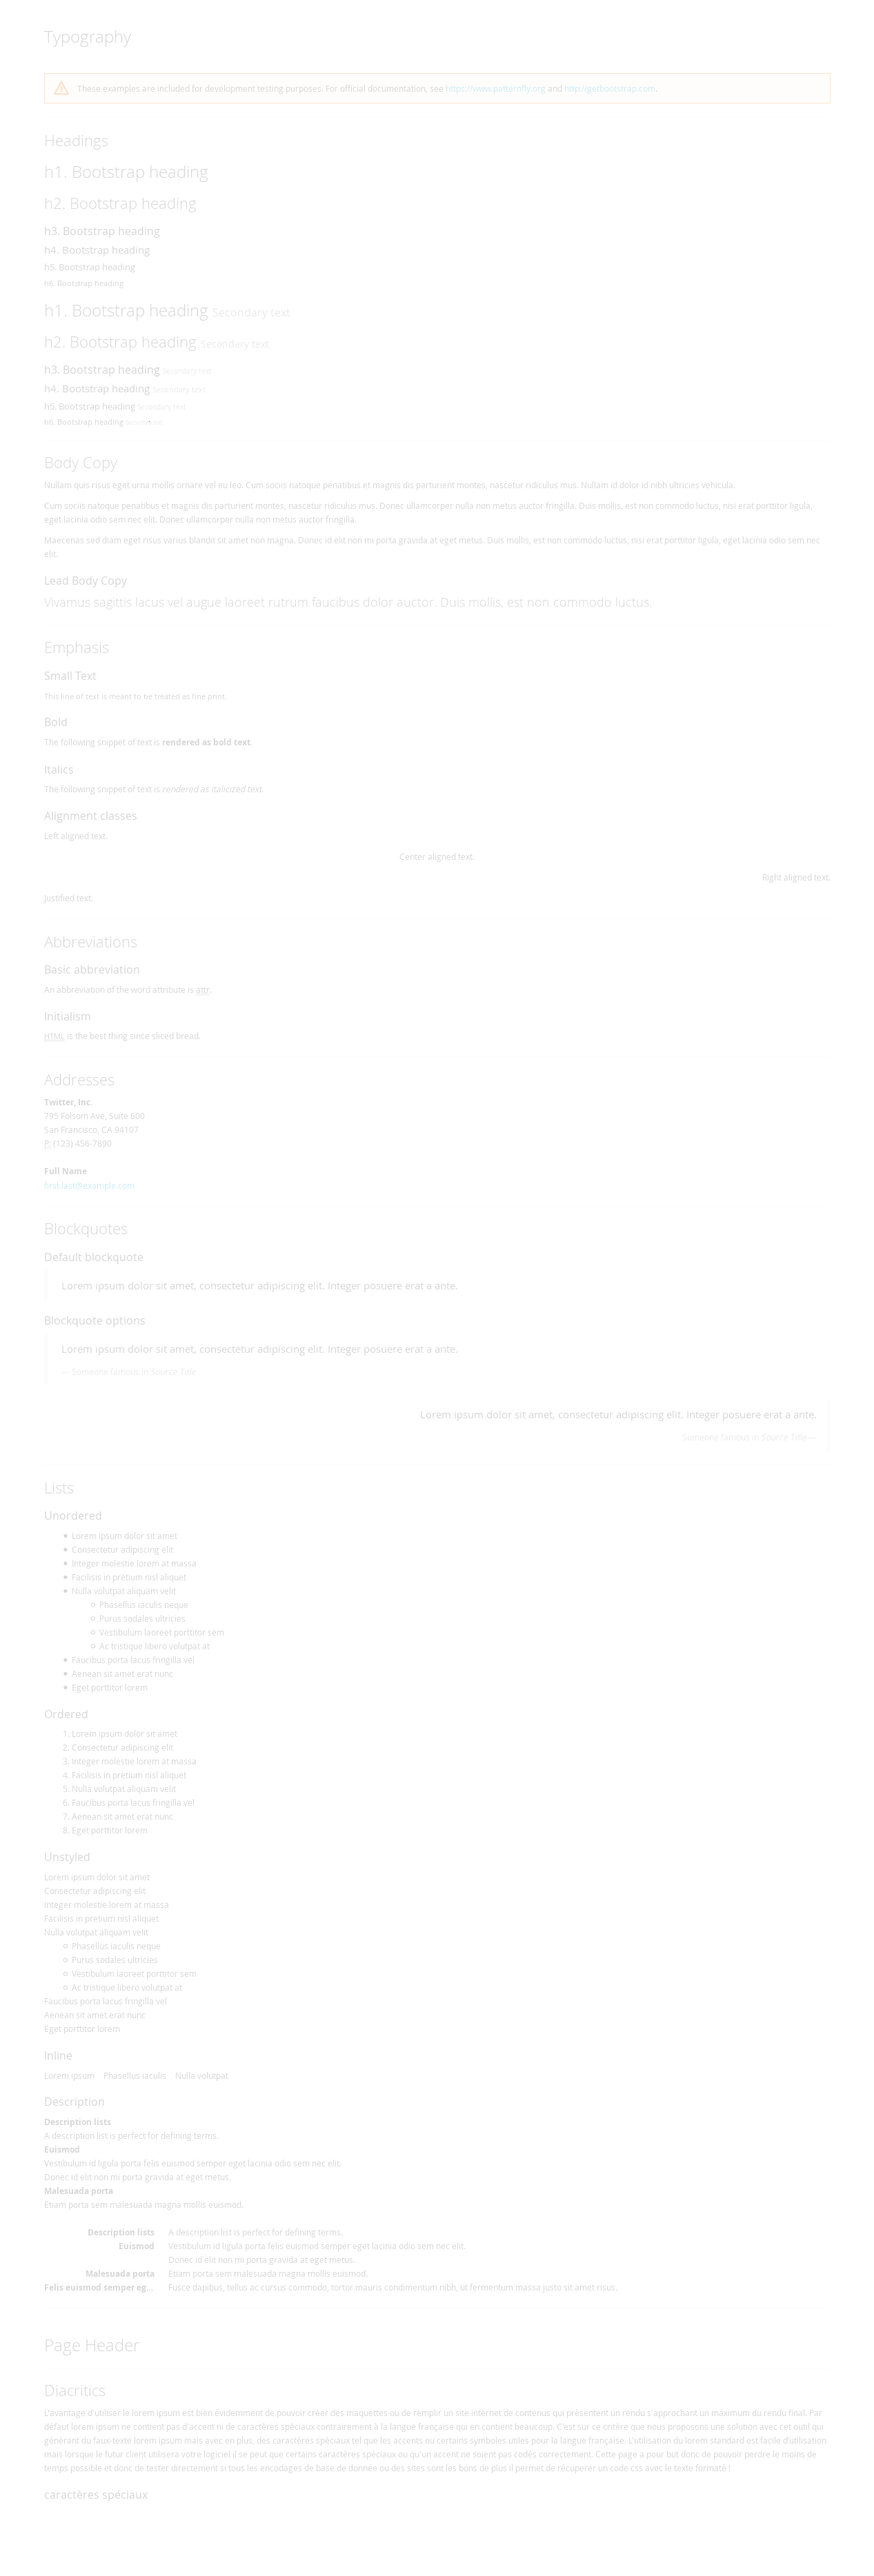 Typography
These examples are included for development testing purposes. For official documentation, see https://www.patternfly.org and http://getbootstrap.com.
Headings
h1. Bootstrap heading
h2. Bootstrap heading
h3. Bootstrap heading
h4. Bootstrap heading
h5. Bootstrap heading
h6. Bootstrap heading
h1. Bootstrap heading Secondary text
h2. Bootstrap heading Secondary text
h3. Bootstrap heading Secondary text
h4. Bootstrap heading Secondary text
h5. Bootstrap heading Secondary text
h6. Bootstrap heading
Body Copy
Nullam quis risus eget urna mollis ornare vel eu leo. Cum sociis natoque penatibus et magnis dis parturient montes, nascetur ridiculus mus. Nullam id dolor id nibh ultricies vehicula.
Cum sociis natoque penatibus et magnis dis parturient montes, nascetur ridiculus mus. Donec ullamcorper nulla non metus auctor fringilla. Duis mollis, est non commodo luctus, nisi erat porttitor ligula,
eget lacinia odio sem nec elit. Donec ullamcorper nulla non metus auctor fringilla.
Maecenas sed diam eget risus varius blandit sit amet non magna. Donec id elit non mi porta gravida at eget metus. Duis mollis, est non commodo luctus, nisi erat porttitor ligula, eget lacinia odio sem nec
elit.
Lead Body Copy
Vivamus sagittis lacus vel augue laoreet rutrum faucibus dolor auctor. Duis mollis, est non commodo luctus.
Emphasis
Small Text
This line of text is meant to be treated as fine print.
Bold
The following snippet of text is rendered as bold text.
Italics
The following snippet of text is rendered as italicized text.
Alignment classes
Left aligned text.
Center aligned text.
Right aligned text.
Justified text.
Abbreviations
Basic abbreviation
An abbreviation of the word attribute is attr.
Initialism
HTML is the best thing since sliced bread.
Addresses
Twitter, Inc.
795 Folsom Ave, Suite 600
San Francisco, CA 94107
P: (123) 456-7890
Full Name
first.last@example.com
Blockquotes
Default blockquote
Lorem ipsum dolor sit amet, consectetur adipiscing elit. Integer posuere erat a ante.
Blockquote options
Lorem ipsum dolor sit amet, consectetur adipiscing elit. Integer posuere erat a ante.
— Someone famous in Source Title
Lorem ipsum dolor sit amet, consectetur adipiscing elit. Integer posuere erat a ante.
Someone famous in Source Title —
Lists
Unordered
Lorem ipsum dolor sit amet
Consectetur adipiscing elit
Integer molestie lorem at massa
Facilisis in pretium nisl aliquet
Nulla volutpat aliquam velit
Phasellus iaculis neque
Purus sodales ultricies
Vestibulum laoreet porttitor sem
Ac tristique libero volutpat at
Faucibus porta lacus fringilla vel
Aenean sit amet erat nunc
Eget porttitor lorem
Ordered
1. Lorem ipsum dolor sit amet
2. Consectetur adipiscing elit
3. Integer molestie lorem at massa
4. Facilisis in pretium nisl aliquet
5. Nulla volutpat aliquam velit
6. Faucibus porta lacus fringilla vel
7. Aenean sit amet erat nunc
8. Eget porttitor lorem
Unstyled
Lorem ipsum dolor sit amet
Consectetur adipiscing elit
Integer molestie lorem at massa
Facilisis in pretium nisl aliquet
Nulla volutpat aliquam velit
Phasellus iaculis neque
Purus sodales ultricies
Vestibulum laoreet porttitor sem
Ac tristique libero volutpat at
Faucibus porta lacus fringilla vel
Aenean sit amet erat nunc
Eget porttitor lorem
Inline
Lorem ipsum Phasellus iaculis Nulla volutpat
Description
Description lists
A description list is perfect for defining terms.
Euismod
Vestibulum id ligula porta felis euismod semper eget lacinia odio sem nec elit.
Donec id elit non mi porta gravida at eget metus.
Malesuada porta
Etiam porta sem malesuada magna mollis euismod.
Description lists A description list is perfect for defining terms.
Euismod Vestibulum id ligula porta felis euismod semper eget lacinia odio sem nec elit.
Donec id elit non mi porta gravida at eget metus.
Malesuada porta Etiam porta sem malesuada magna mollis euismod.
Felis euismod semper eg... Fusce dapibus, tellus ac cursus commodo, tortor mauris condimentum nibh, ut fermentum massa justo sit amet risus.
Page Header
Diacritics
L'avantage d'utiliser le lorem ipsum est bien évidemment de pouvoir créer des maquettes ou de remplir un site internet de contenus qui présentent un rendu s'approchant un maximum du rendu final. Par
défaut lorem ipsum ne contient pas d'accent ni de caractères spéciaux contrairement à la langue française qui en contient beaucoup. C'est sur ce critère que nous proposons une solution avec cet outil qui
générant du faux-texte lorem ipsum mais avec en plus, des caractères spéciaux tel que les accents ou certains symboles utiles pour la langue française. L'utilisation du lorem standard est facile d'utilisation
mais lorsque le futur client utilisera votre logiciel il se peut que certains caractères spéciaux ou qu'un accent ne soient pas codés correctement. Cette page a pour but donc de pouvoir perdre le moins de
temps possible et donc de tester directement si tous les encodages de base de donnée ou des sites sont les bons de plus il permet de récuperer un code css avec le texte formaté !
caractères spéciaux